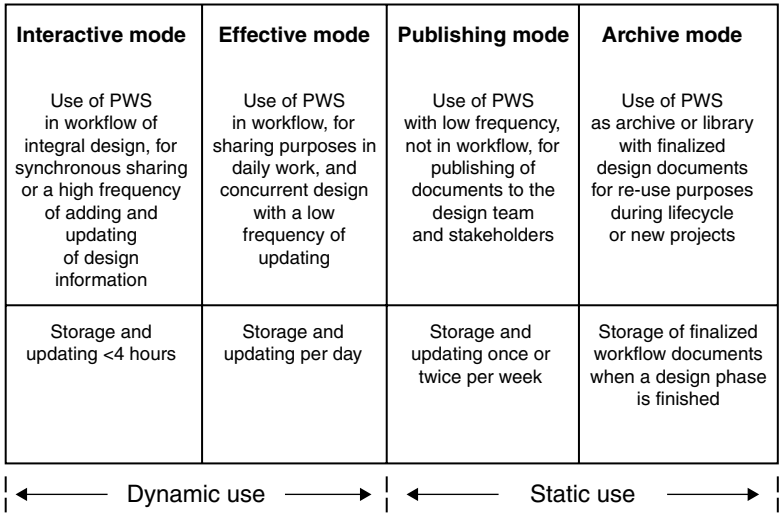 Interactive mode
Use of PWS
in workflow of
integral design, for
synchronous sharing
or a high frequency
of adding and
updating
of design
information
Storage and
updating <4 hours
Effective mode
Use of PWS
in workflow, for
sharing purposes in
daily work, and
concurrent design
with a low
frequency of
updating
Storage and
updating per day
Publishing mode
Use of PWS
with low frequency,
not in workflow, for
publishing of
documents to the
design team
and stakeholders
Storage and
updating once or
twice per week
Archive mode
Use of PWS
as archive or library
with finalized
design documents
for re-use purposes
during lifecycle
or new projects
Storage of finalized
workflow documents
when a design phase
is finished
Dynamic use
Static use